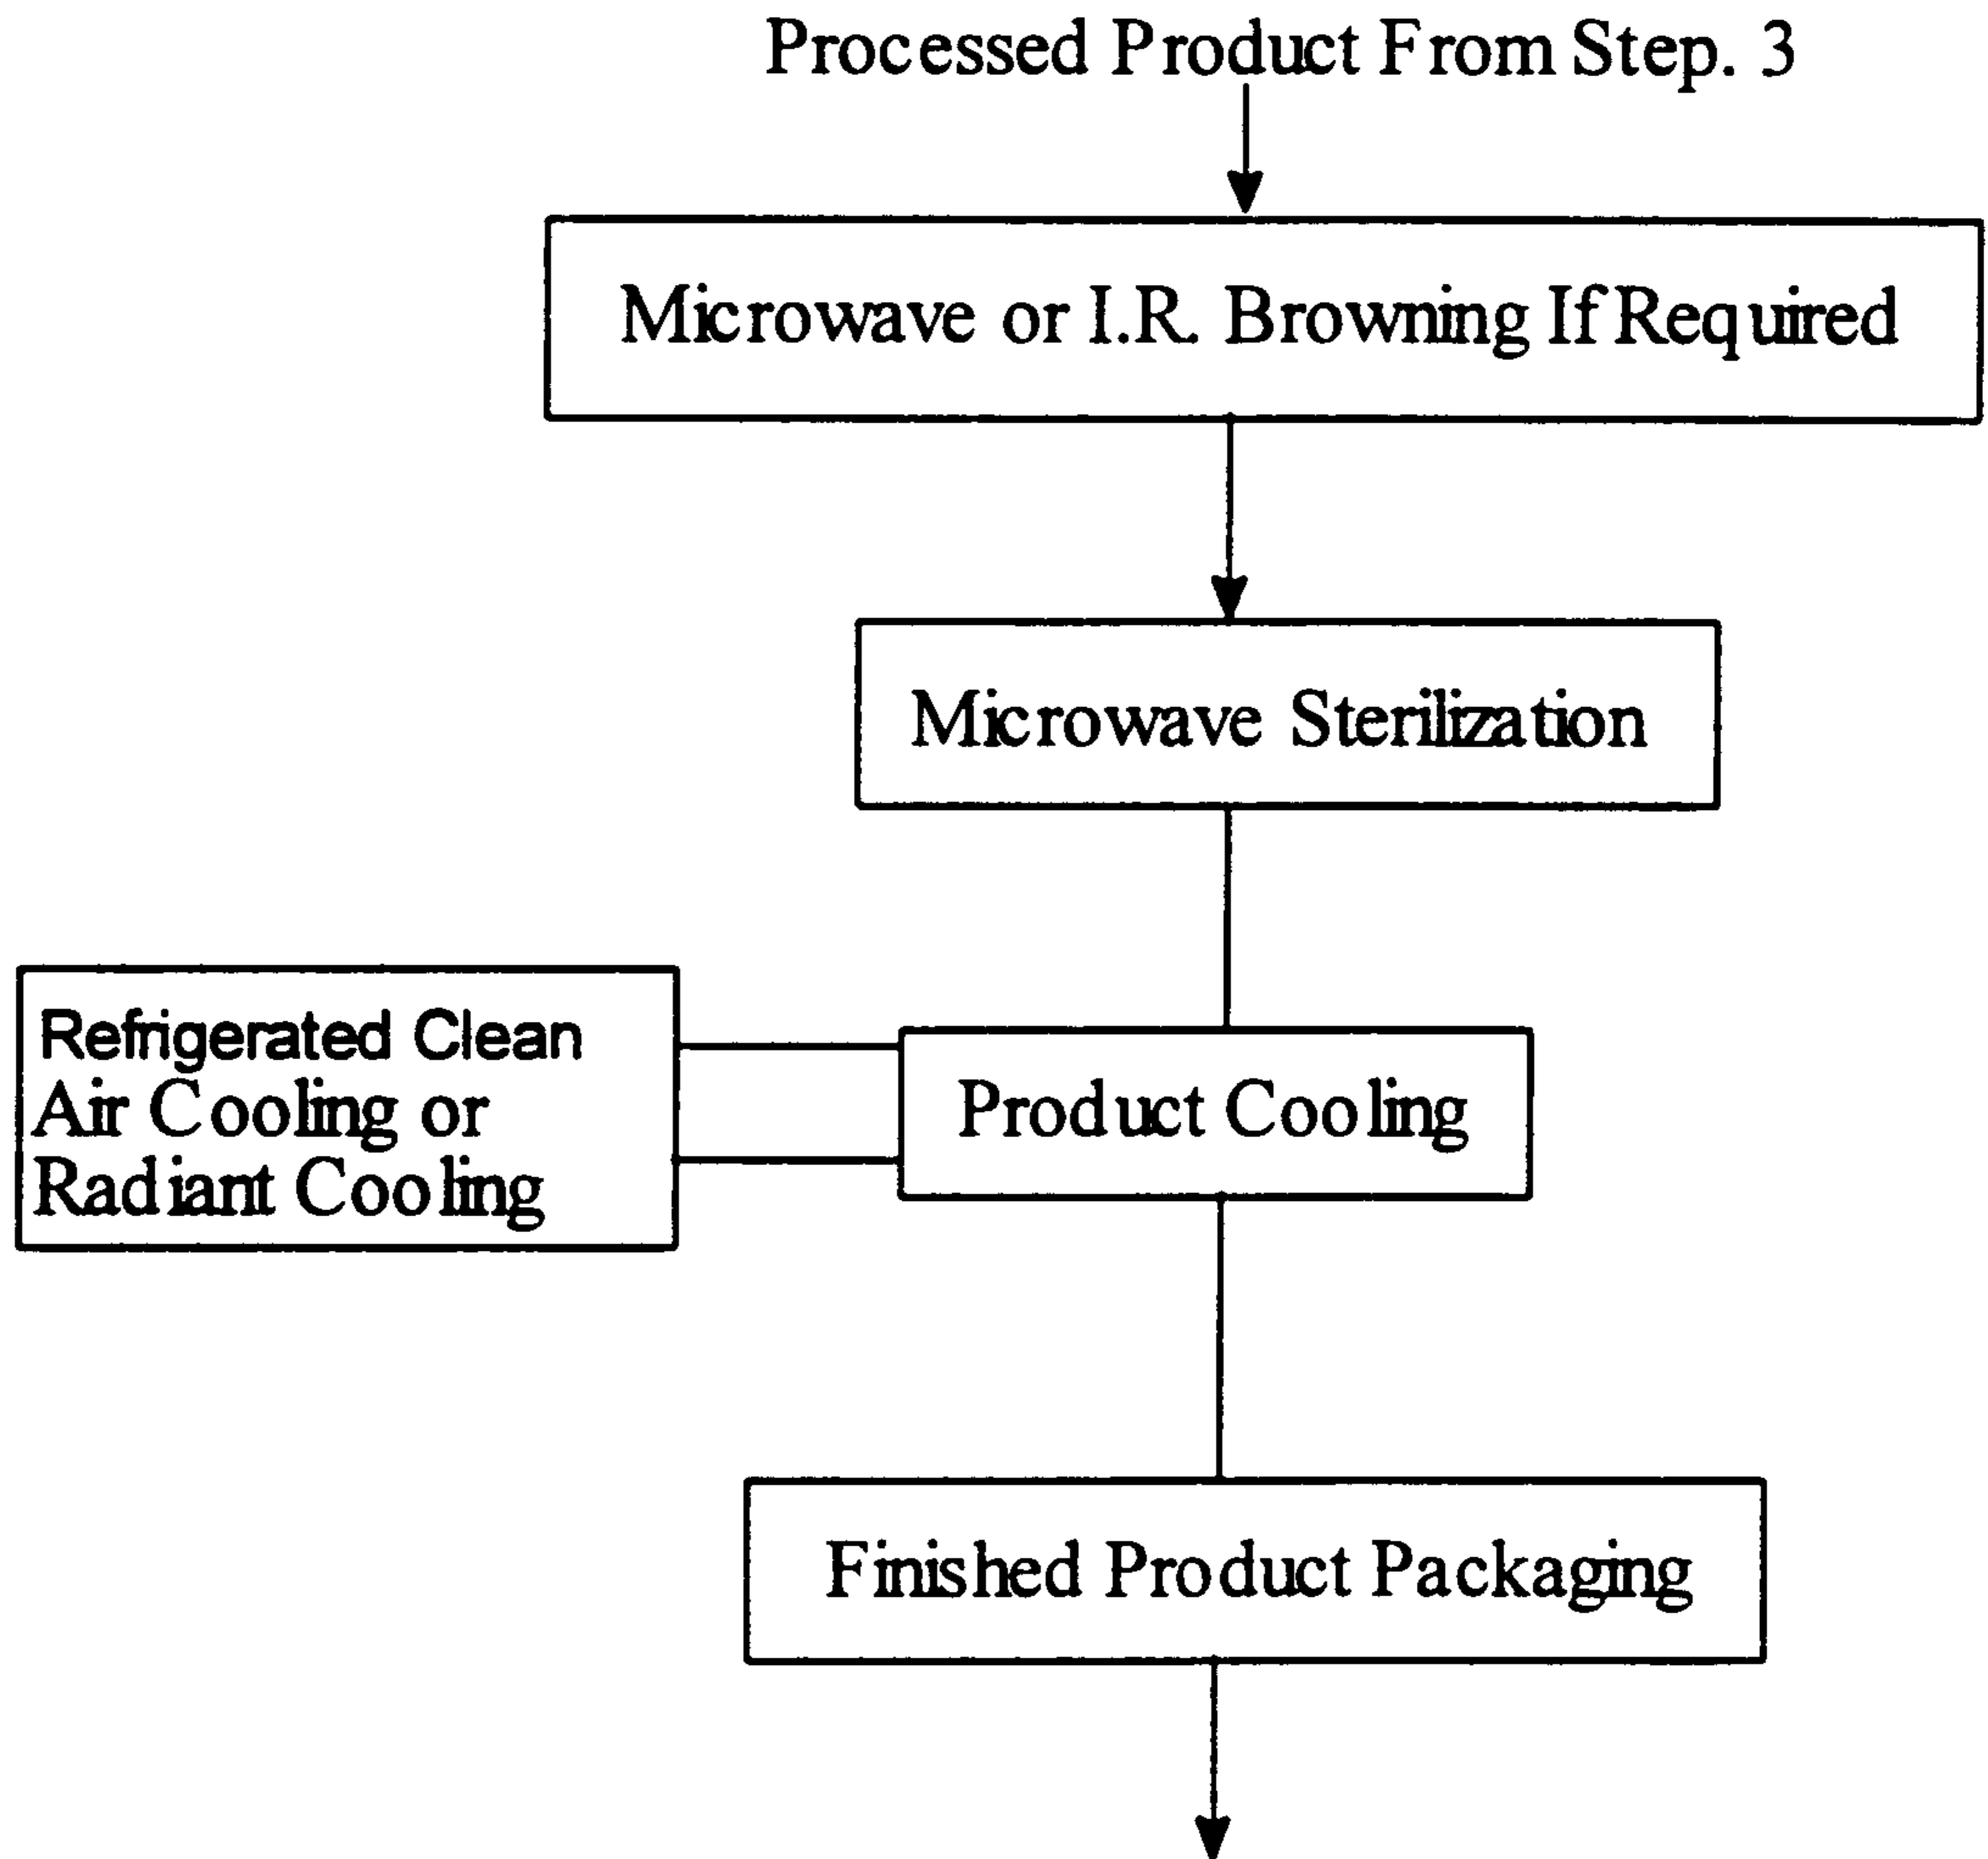 Processed Product From Step. 3
Microwave or I.R. Browning If Required
Microwave Sterilization
Refrigerated Clean
Air Cooling or
Radiant Cooling
Product Cooling
Finished Product Packaging